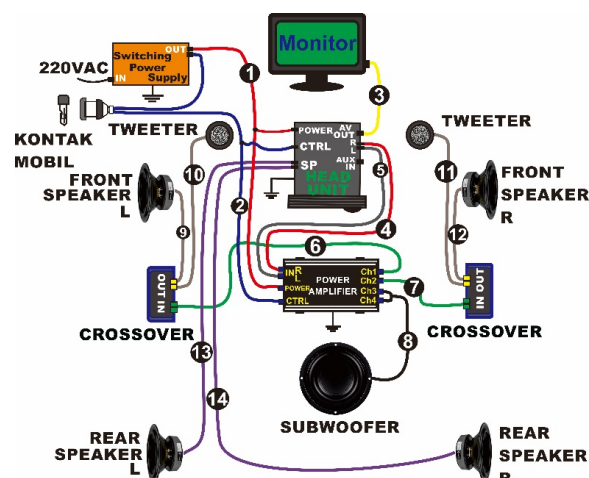 Monitor
OUT
Switching
Power
Supply
IN
220VAC
1
3
KONTAK
MOBIL
TWEETER
TWEETER
POWER
AV
OUT
CTRL
R
L
SP
AUX
IN
HEAD
UNIT
10
11
5
FRONT
SPEAKER
L
FRONT
SPEAKER
R
2
4
9
12
6
7
OUT IN
IN OUT
IN
R
L
POWER
CTRL
POWER
AMPLIFIER
Ch1
Ch2
Ch3
Ch4
CROSSOVER
CROSSOVER
8
13
14
SUBWOOFER
REAR
SPEAKER
L
REAR
SPEAKER
R